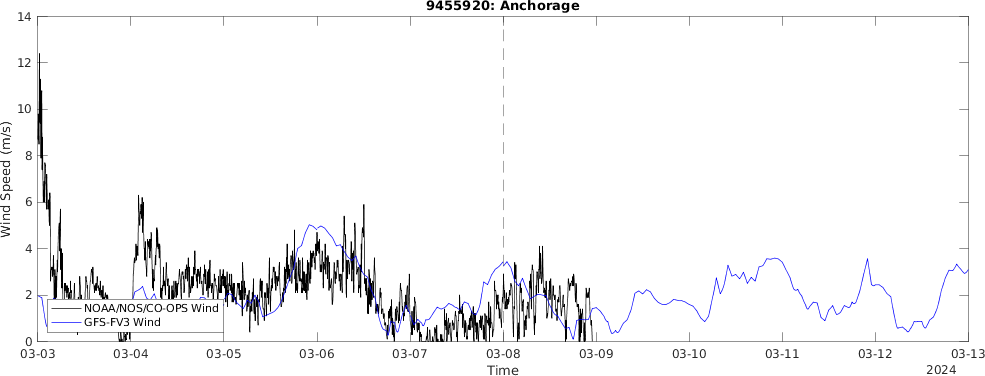 9455920: Anchorage
14
12
10
8
6
4
2
0
Wind Speed (m/s)
NOAA/NOS/CO-OPS Wind
GFS-FV3 Wind
03-03 03-04 03-05 03-06 03-07 03-08 03-09 03-10 03-11 03-12 03-13
Time
2024